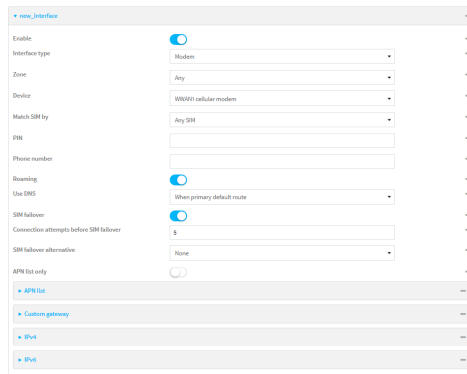 new_Interface
Enable
Interface type
Modem
Zone
Any
Device
WWAN1 cellular modem
Match SIM by
Any SIM
PIN
Phone number
Roaming
Use DNS
When primary default route
SIM failover
Connection attempts before SIM failover
5
SIM failover alternative
None
APN list only
APN list
Custom gateway
IPv4
IPv6